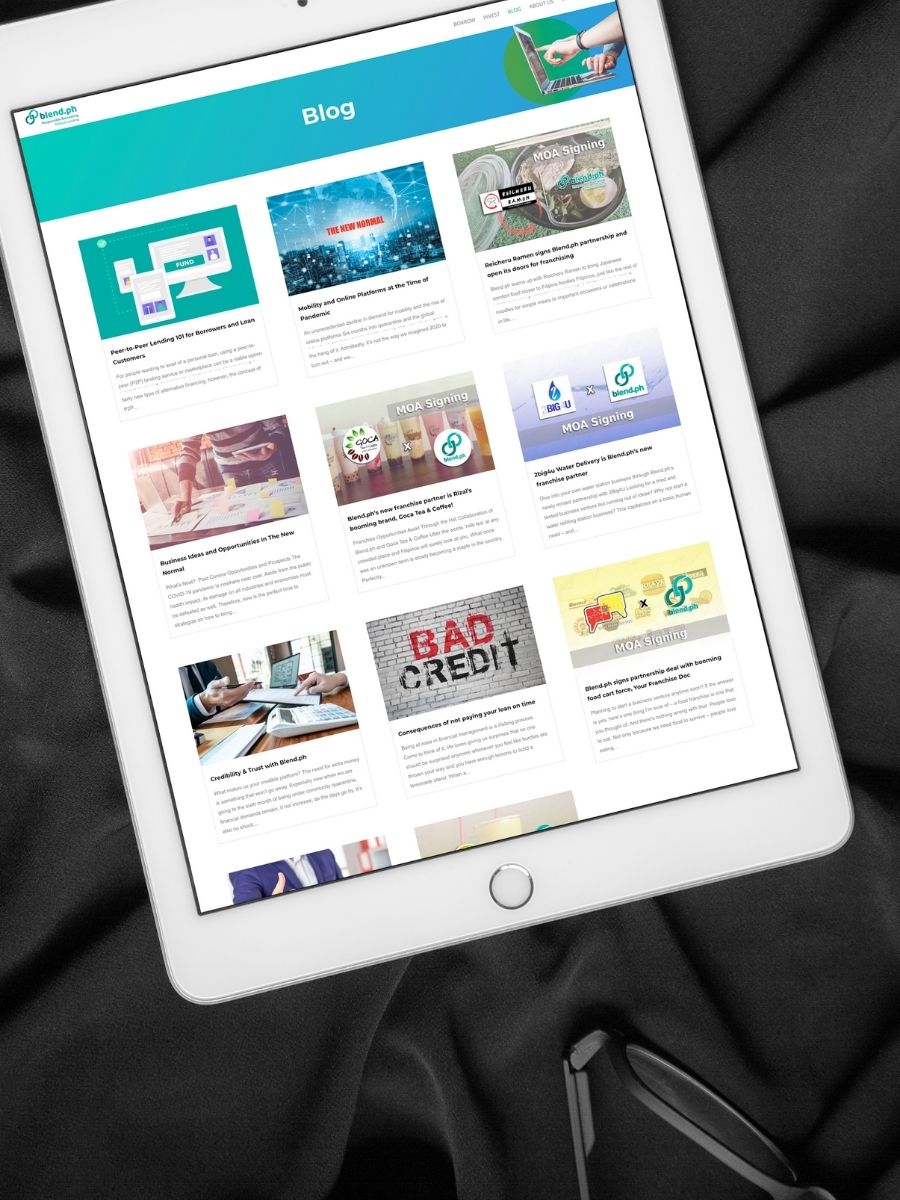 BORROW INVEST BLOG ABOUT US
blend.ph
Blog
FUND
Peer-to-Peer Lending 101 for Borrowers and Loan
Customers
For people wanting to avail of a personal loan, using a peer-to-
peer (P2P) lending service or marketplace can be a viable option
fairly new type of alternative financing, however, the concept of
P2P...
THE NEW NORMAL
Mobility and Online Platforms at the Time of
Pandemic
An unprecedented decline in demand for mobility and the rise of
online platforms Six months into quarantine and the global
the hang of it. Admittedly, it's not the way we imagined 2020 to
turn out – and we...
MOA Signing
REICHERU
RAMEN
blend.ph
Reicheru Ramen signs Blend.ph partnership and
open its doors for franchising
Blend.ph warms up with Reicheru Ramen to bring Japanese
comfort food closer to Filipino foodies Filipinos, just like the rest of
needles for simple meals to important occasions or celebrations
in life...
Business Ideas and Opportunities In The New
Normal
What's Next?: Post Corona Opportunities and Prospects The
COVID-19 pandemic is nowhere near over. Aside from the public
health impact, its damage on all industries and economies must
be defeated as well. Therefore, now is the perfect time to
strategize on how to bring...
MOA Signing
GOCA
x
blend.ph
Blend.ph's new franchise partner is Rizal's
booming brand, Goca Tea & Coffee!
Franchise Opportunities Await Through the Hot Collaboration of
Blend.ph and Goca Tea & Coffee Utter the words 'milk tea' at any
crowded place and Filipinos will surely look at you. What once
was an unknown term is slowly becoming a staple in the country.
Perfectly...
2BIG4U
x
blend.ph
MOA Signing
2big4u Water Delivery is Blend.ph's new
franchise partner
Dive into your own water station business through Blend.ph's
newly minted partnership with 2Big4U Looking for a tried and
tested business venture but running out of ideas? Why not start a
water refilling station business? This capitalizes on a basic human
need – and...
Credibility & Trust with Blend.ph
What makes us your credible platform? The need for extra money
is something that won't go away. Especially now when we are
going to the sixth month of being under community quarantine,
financial demands remain, if not increase, as the days go by. It's
also no shock...
BAD
CREDIT
Consequences of not paying your loan on time
Being at ease in financial management is a lifelong process.
Come to think of it, life loves giving us surprises that no one
should be surprised anymore whenever you feel like hurdles are
thrown your way and you have enough lessons to build a
lemonade stand. When a...
x
blend.ph
MOA Signing
Blend.ph signs partnership deal with booming
food cart force, Your Franchise Doc
Planning to start a business venture anytime soon? If the answer
is yes, here's one thing I'm sure of – a food franchise is one that
you thought of. And there's nothing wrong with that. People love
to eat. Not only because we need food to survive – people love
eating...